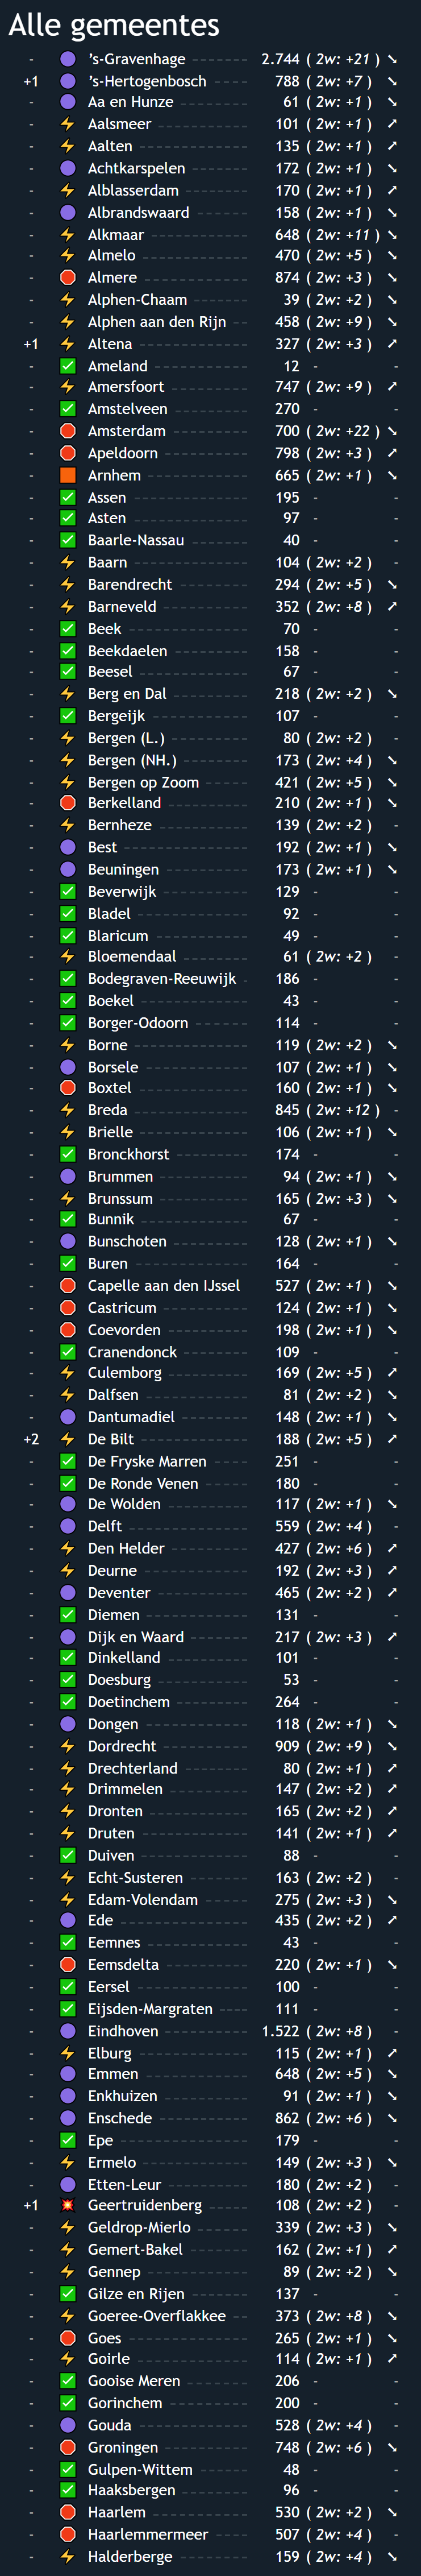 Alle gemeentes
- ’s-Gravenhage 2.744 ( 2w: +21 ) ➘
+1 ’s-Hertogenbosch 788 ( 2w: +7 ) ➘
- Aa en Hunze 61 ( 2w: +1 ) ➘
- Aalsmeer 101 ( 2w: +1 ) ➚
- Aalten 135 ( 2w: +1 ) ➚
- Achtkarspelen 172 ( 2w: +1 ) ➘
- Alblasserdam 170 ( 2w: +1 ) ➚
- Albrandswaard 158 ( 2w: +1 ) ➘
- Alkmaar 648 ( 2w: +11 ) ➘
- Almelo 470 ( 2w: +5 ) ➘
- Almere 874 ( 2w: +3 ) ➘
- Alphen-Chaam 39 ( 2w: +2 ) ➘
- Alphen aan den Rijn 458 ( 2w: +9 ) ➘
+1 Altena 327 ( 2w: +3 ) ➚
- Ameland 12 - -
- Amersfoort 747 ( 2w: +9 ) ➚
- Amstelveen 270 - -
- Amsterdam 700 ( 2w: +22 ) ➘
- Apeldoorn 798 ( 2w: +3 ) ➚
- Arnhem 665 ( 2w: +1 ) ➘
- Assen 195 - -
- Asten 97 - -
- Baarle-Nassau 40 - -
- Baarn 104 ( 2w: +2 ) -
- Barendrecht 294 ( 2w: +5 ) ➘
- Barneveld 352 ( 2w: +8 ) ➚
- Beek 70 - -
- Beekdaelen 158 - -
- Beesel 67 - -
- Berg en Dal 218 ( 2w: +2 ) ➘
- Bergeijk 107 - -
- Bergen (L.) 80 ( 2w: +2 ) -
- Bergen (NH.) 173 ( 2w: +4 ) ➘
- Bergen op Zoom 421 ( 2w: +5 ) ➘
- Berkelland 210 ( 2w: +1 ) ➘
- Bernheze 139 ( 2w: +2 ) -
- Best 192 ( 2w: +1 ) ➘
- Beuningen 173 ( 2w: +1 ) ➘
- Beverwijk 129 - -
- Bladel 92 - -
- Blaricum 49 - -
- Bloemendaal 61 ( 2w: +2 ) -
- Bodegraven-Reeuwijk 186 - -
- Boekel 43 - -
- Borger-Odoorn 114 - -
- Borne 119 ( 2w: +2 ) ➘
- Borsele 107 ( 2w: +1 ) ➘
- Boxtel 160 ( 2w: +1 ) ➘
- Breda 845 ( 2w: +12 ) -
- Brielle 106 ( 2w: +1 ) ➘
- Bronckhorst 174 - -
- Brummen 94 ( 2w: +1 ) ➘
- Brunssum 165 ( 2w: +3 ) ➘
- Bunnik 67 - -
- Bunschoten 128 ( 2w: +1 ) ➘
- Buren 164 - -
- Capelle aan den IJssel 527 ( 2w: +1 ) ➘
- Castricum 124 ( 2w: +1 ) ➘
- Coevorden 198 ( 2w: +1 ) ➘
- Cranendonck 109 - -
- Culemborg 169 ( 2w: +5 ) ➚
- Dalfsen 81 ( 2w: +2 ) ➘
- Dantumadiel 148 ( 2w: +1 ) ➘
+2 De Bilt 188 ( 2w: +5 ) ➚
- De Fryske Marren 251 - -
- De Ronde Venen 180 - -
- De Wolden 117 ( 2w: +1 ) ➘
- Delft 559 ( 2w: +4 ) -
- Den Helder 427 ( 2w: +6 ) ➚
- Deurne 192 ( 2w: +3 ) ➚
- Deventer 465 ( 2w: +2 ) ➚
- Diemen 131 - -
- Dijk en Waard 217 ( 2w: +3 ) ➚
- Dinkelland 101 - -
- Doesburg 53 - -
- Doetinchem 264 - -
- Dongen 118 ( 2w: +1 ) ➘
- Dordrecht 909 ( 2w: +9 ) ➘
- Drechterland 80 ( 2w: +1 ) ➚
- Drimmelen 147 ( 2w: +2 ) ➚
- Dronten 165 ( 2w: +2 ) ➚
- Druten 141 ( 2w: +1 ) ➚
- Duiven 88 - -
- Echt-Susteren 163 ( 2w: +2 ) -
- Edam-Volendam 275 ( 2w: +3 ) ➘
- Ede 435 ( 2w: +2 ) ➚
- Eemnes 43 - -
- Eemsdelta 220 ( 2w: +1 ) ➘
- Eersel 100 - -
- Eijsden-Margraten 111 - -
- Eindhoven 1.522 ( 2w: +8 ) -
- Elburg 115 ( 2w: +1 ) ➚
- Emmen 648 ( 2w: +5 ) ➘
- Enkhuizen 91 ( 2w: +1 ) ➘
- Enschede 862 ( 2w: +6 ) ➘
- Epe 179 - -
- Ermelo 149 ( 2w: +3 ) ➘
- Etten-Leur 180 ( 2w: +2 ) -
+1 Geertruidenberg 108 ( 2w: +2 ) -
- Geldrop-Mierlo 339 ( 2w: +3 ) ➘
- Gemert-Bakel 162 ( 2w: +1 ) ➚
- Gennep 89 ( 2w: +2 ) ➘
- Gilze en Rijen 137 - -
- Goeree-Overflakkee 373 ( 2w: +8 ) ➘
- Goes 265 ( 2w: +1 ) ➘
- Goirle 114 ( 2w: +1 ) ➚
- Gooise Meren 206 - -
- Gorinchem 200 - -
- Gouda 528 ( 2w: +4 ) -
- Groningen 748 ( 2w: +6 ) ➘
- Gulpen-Wittem 48 - -
- Haaksbergen 96 - -
- Haarlem 530 ( 2w: +2 ) ➘
- Haarlemmermeer 507 ( 2w: +4 ) ➘
- Halderberge 159 ( 2w: +4 ) ➘